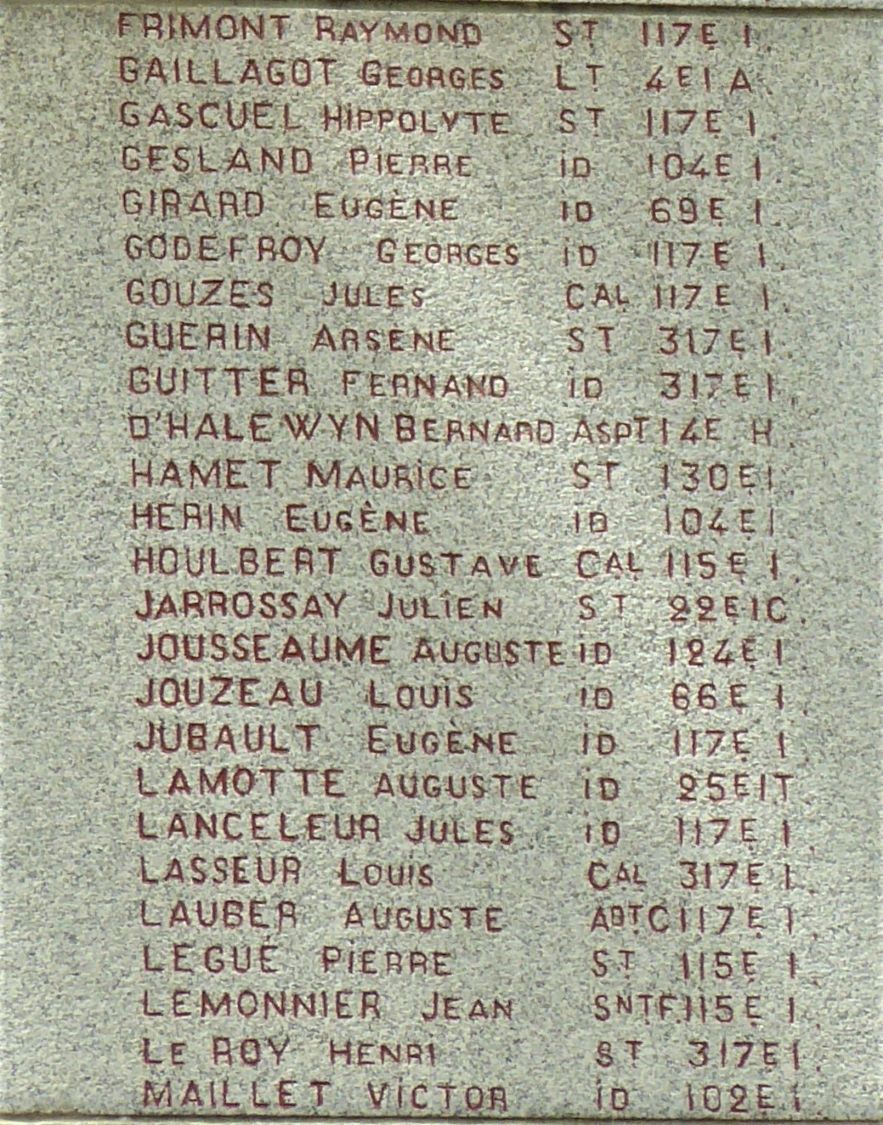 FRIMONT RAYMOND ST 117E I.
GAILLAGOT GEORGES LT 4E I A.
GASCUEL HIPPOLYTE ST 117E I.
GESLAND PIERRE ID 104E I.
GIRARD EUGÈNE ID 69E I.
GODEFROY GEORGES ID 117E I.
GOUZES JULES CAL 117E I.
GUERIN ARSENE ST 317E I.
GUITTER FERNAND ID 317E I.
D'HALEWYN BERNARD ASPT 14E H.
HAMET MAURICE ST 130E I.
HERIN EUGÈNE ID 104E I
HOULBERT GUSTAVE CAL 115E I.
JARROSSAY JULIEN ST 22E I C.
JOUSSEAUME AUGUSTE ID 124E I.
JOUZEAU LOUIS ID 66E I.
JUBAULT EUGÈNE ID 117E I
LAMOTTE AUGUSTE ID 25E I T.
LANCELEUR JULES ID 117E I.
LASSEUR LOUIS CAL 317E I.
LAUBER AUGUSTE ADTC 117E I.
LEGUÉ PIERRE ST 115E I.
LEMONNIER JEAN SNTF. 115E I.
LE ROY HENRI ST 317E I.
MAILLET VICTOR ID 102E I.